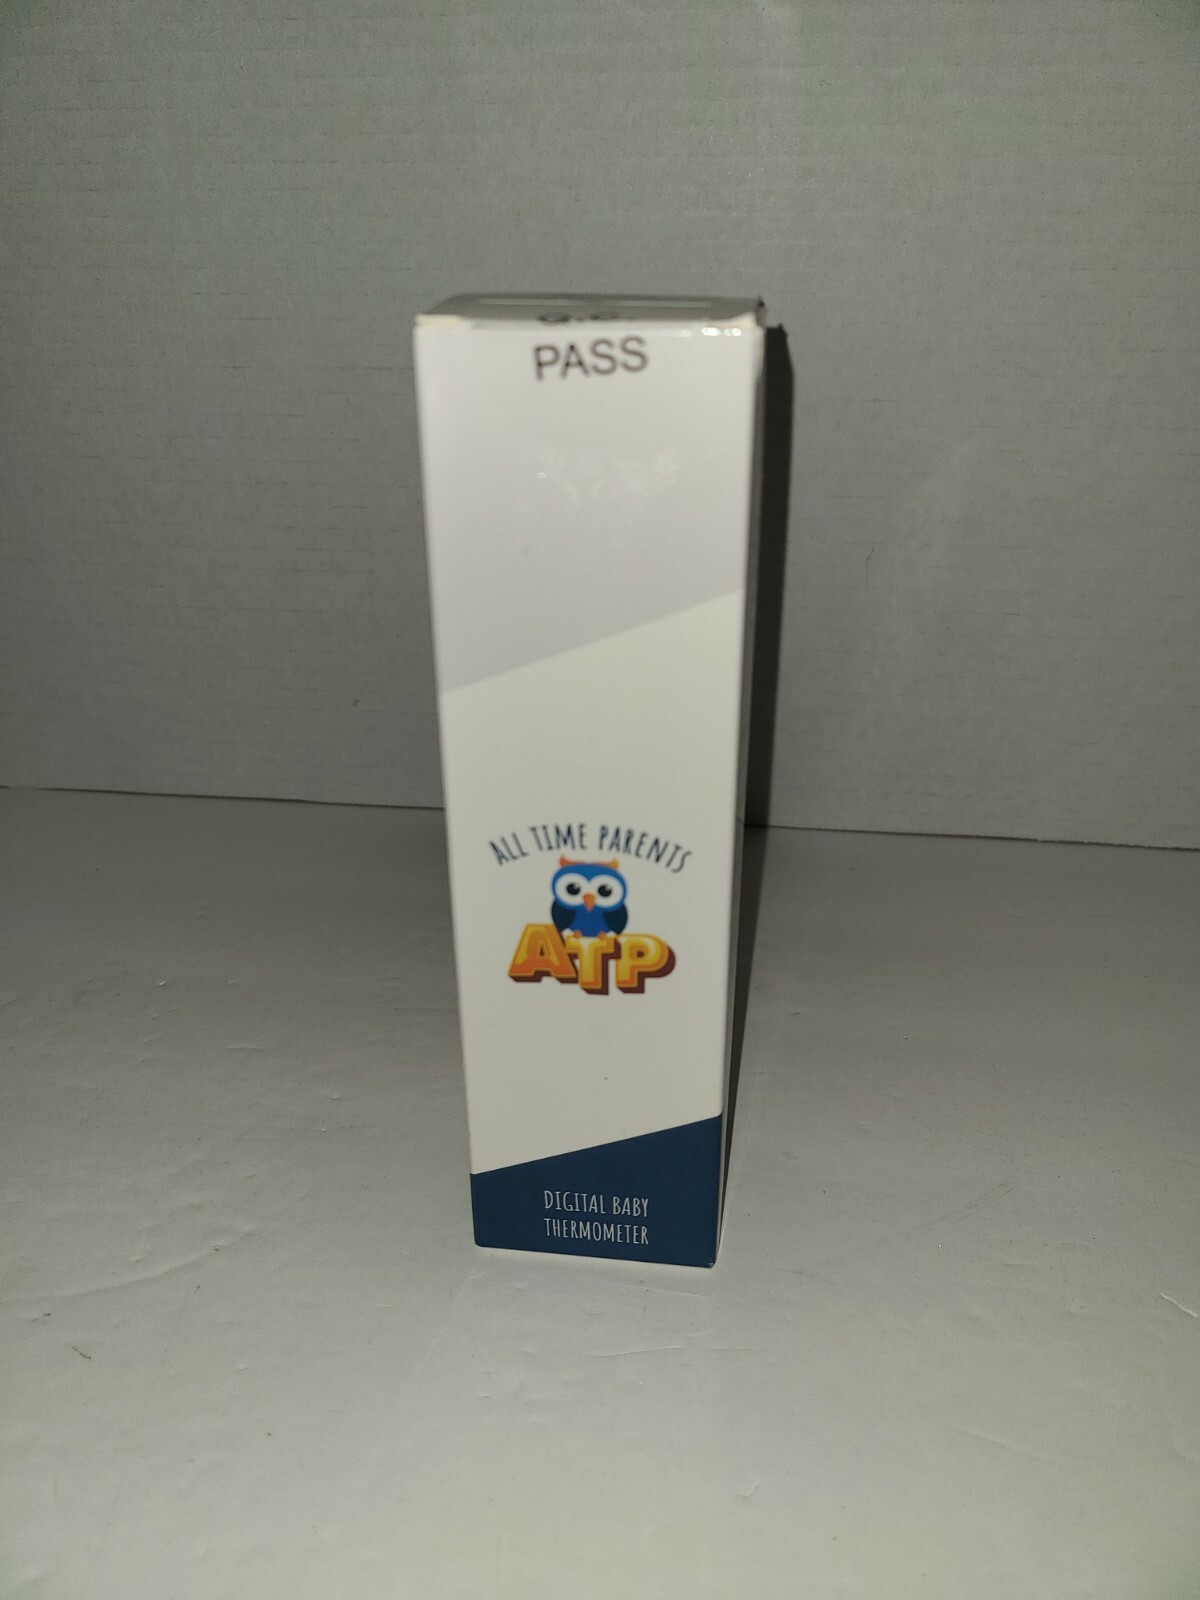 Q.C.
PASS
ALL TIME PARENTS
ATP
DIGITAL BABY
THERMOMETER